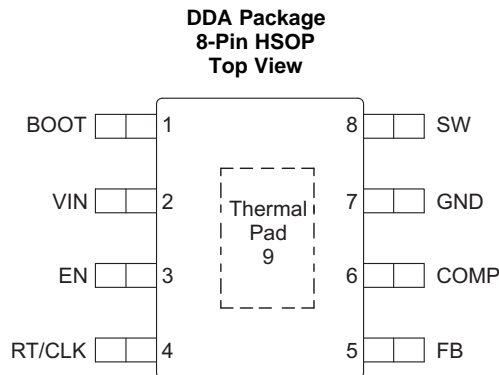 DDA Package
8-Pin HSOP
Top View
BOOT 1 8 SW
VIN 2 7 GND
Thermal
Pad
9
EN 3 6 COMP
RT/CLK 4 5 FB